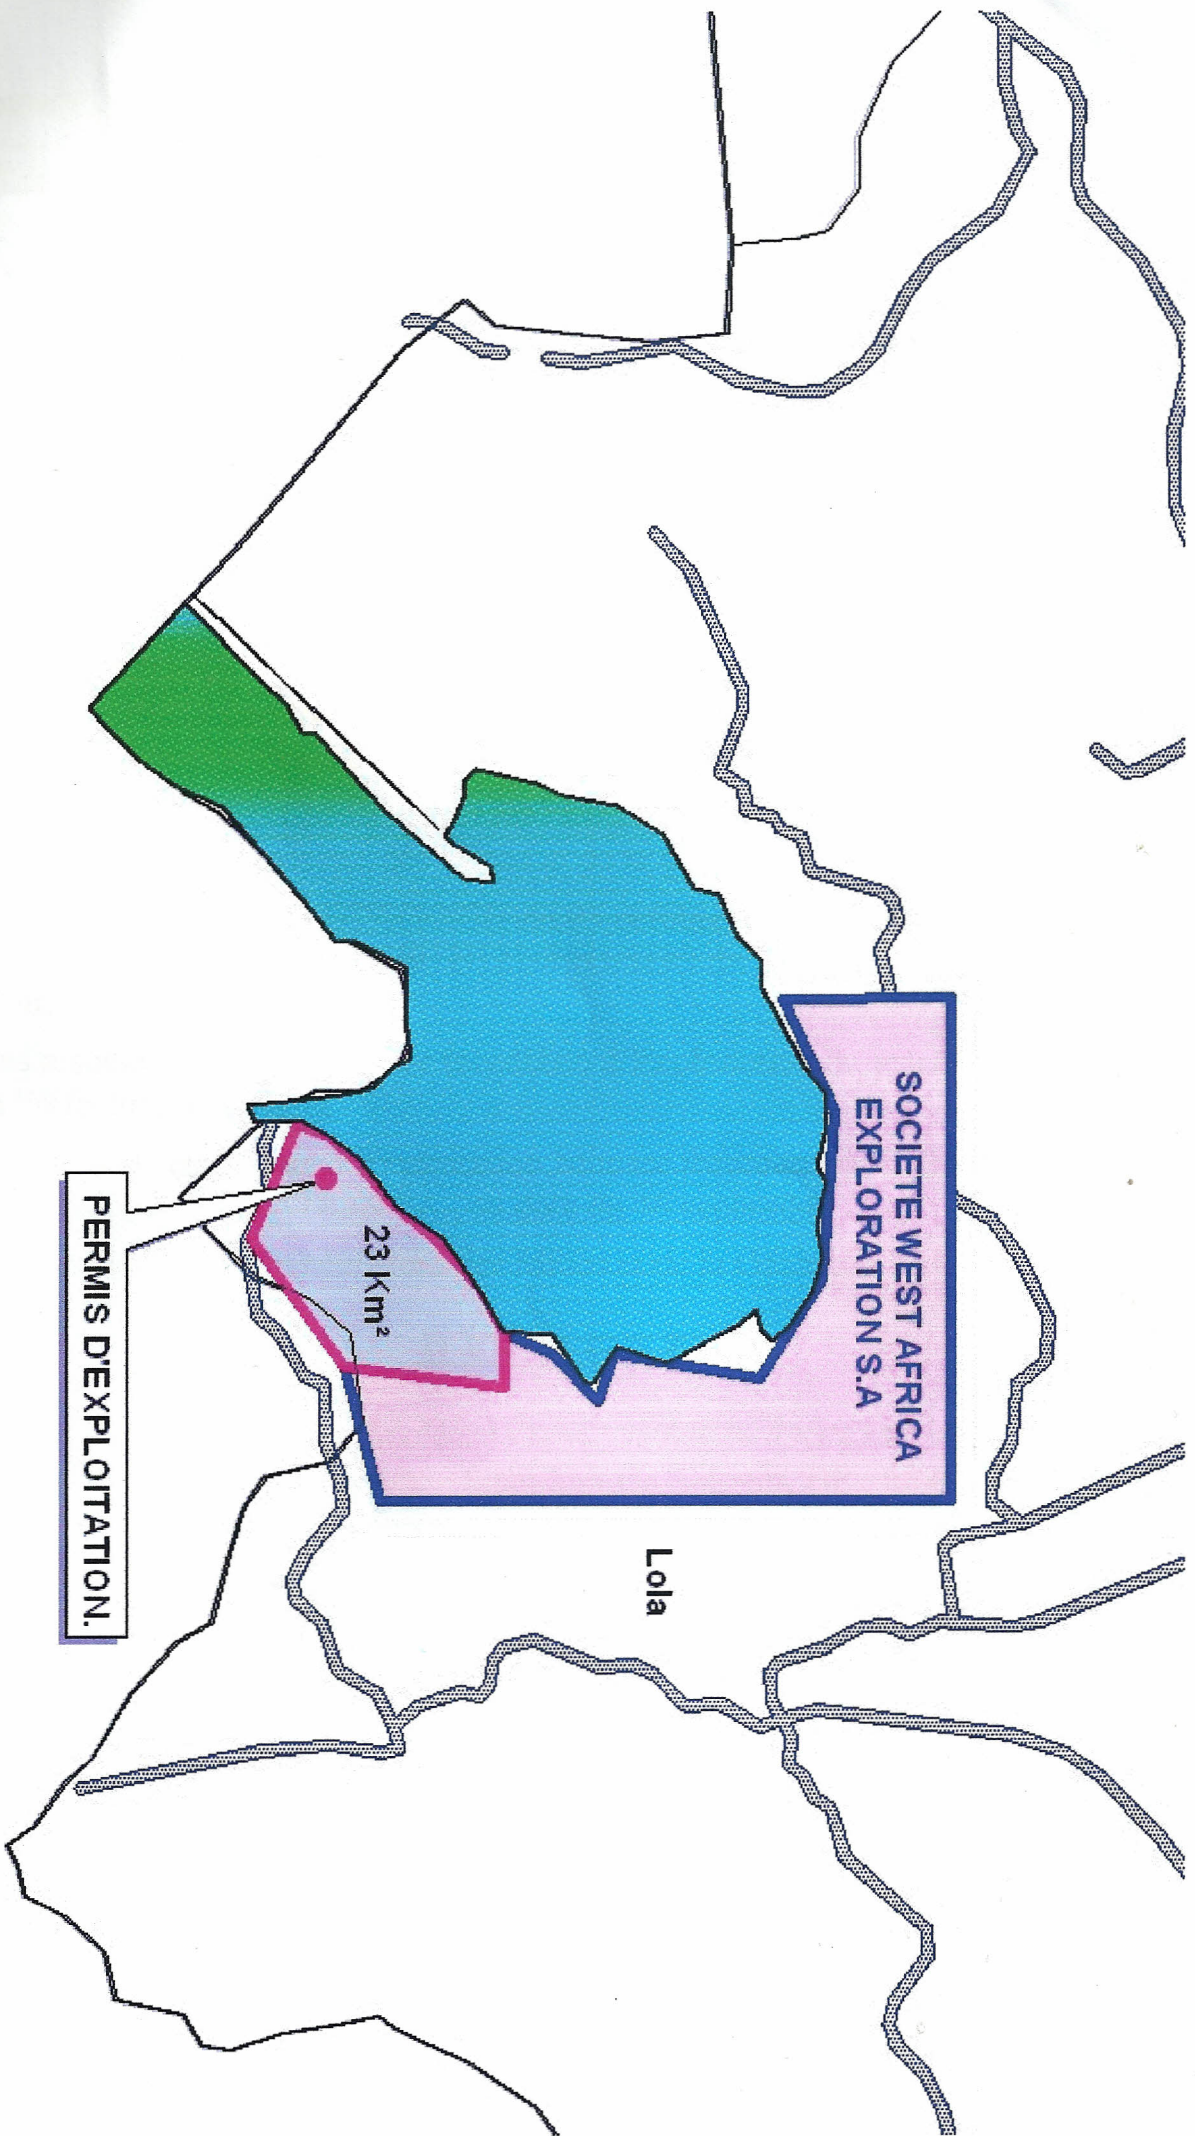 SOCIETE WEST AFRICA
EXPLORATION S.A
23 Km²
Lola
PERMIS D'EXPLOITATION.